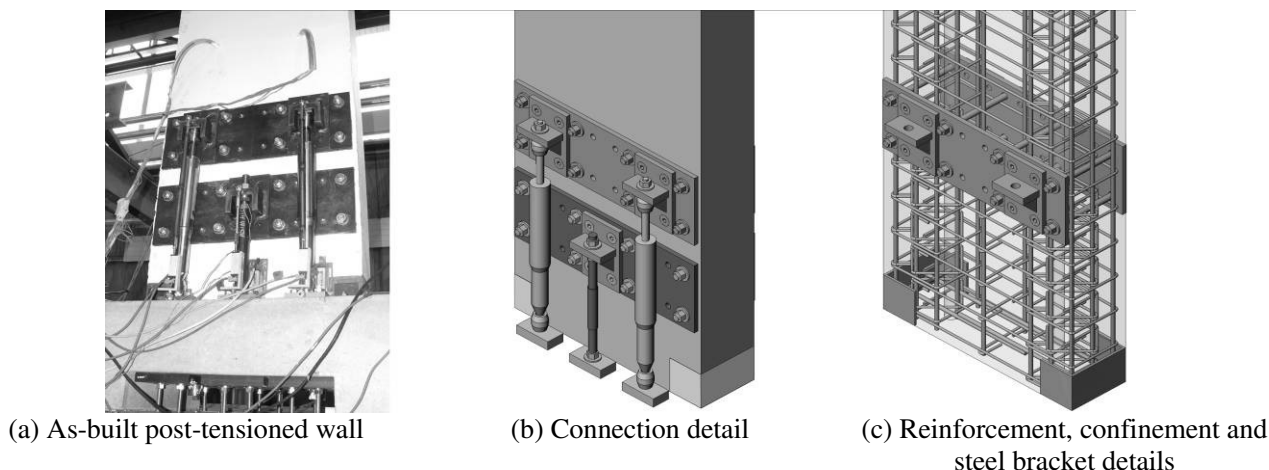 (a) As-built post-tensioned wall
(b) Connection detail
(c) Reinforcement, confinement and
steel bracket details